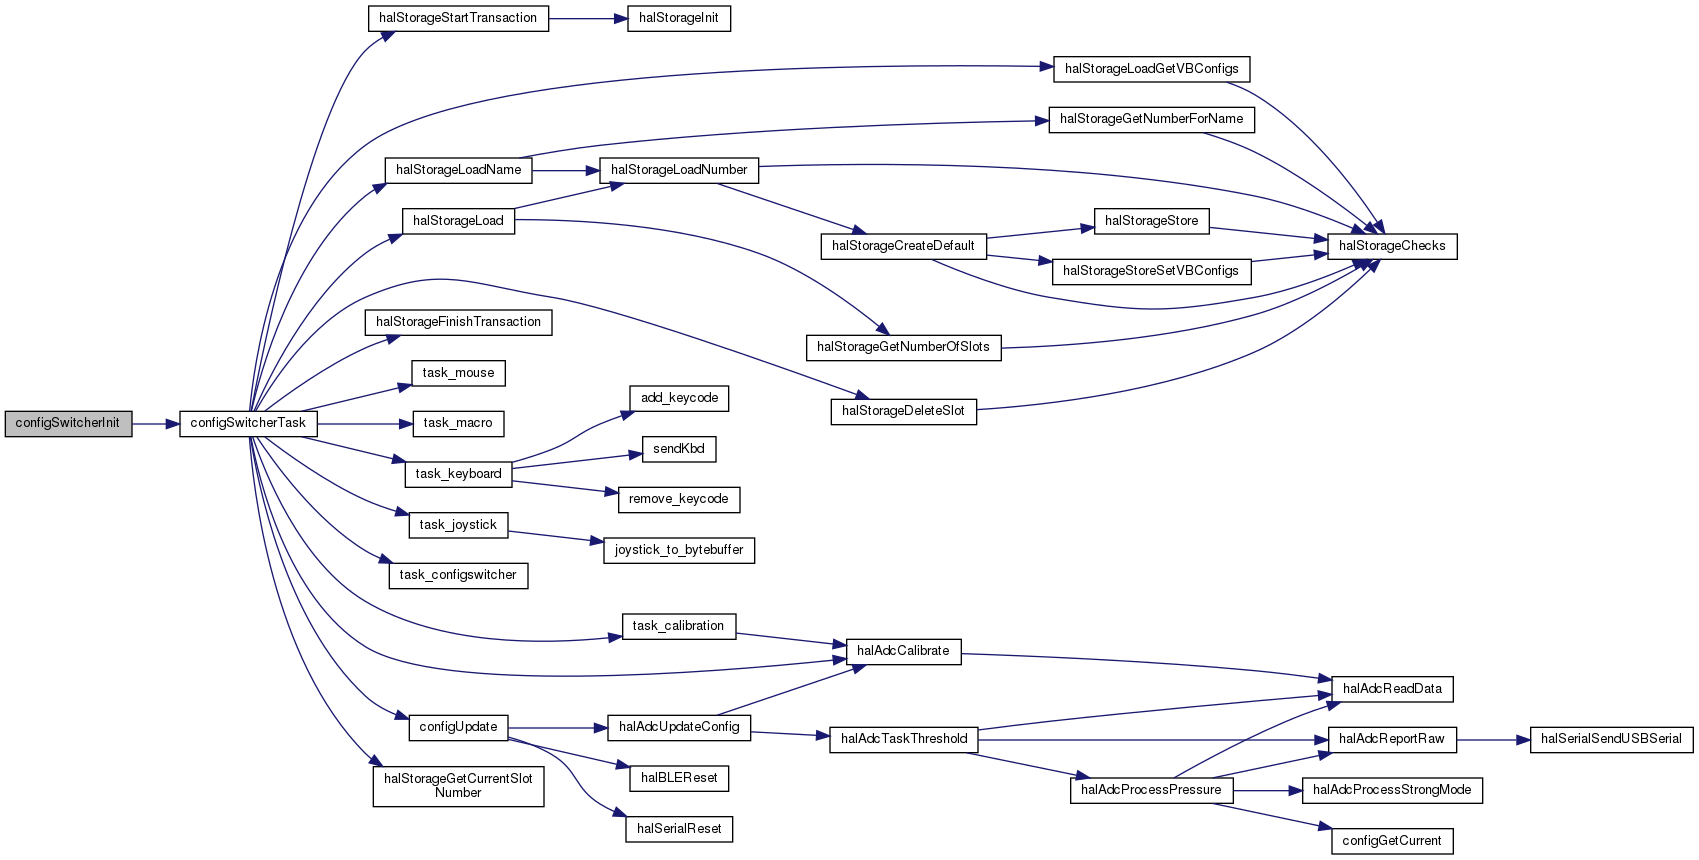 halStorageStartTransaction
halStorageInit
halStorageLoadGetVBConfigs
halStorageGetNumberForName
halStorageLoadName
halStorageLoadNumber
halStorageLoad
halStorageStore
halStorageCreateDefault
halStorageChecks
halStorageStoreSetVBConfigs
halStorageFinishTransaction
halStorageGetNumberOfSlots
task_mouse
add_keycode
halStorageDeleteSlot
configSwitcherInit
configSwitcherTask
task_macro
sendKbd
task_keyboard
remove_keycode
task_joystick
joystick_to_bytebuffer
task_configswitcher
task_calibration
halAdcCalibrate
halAdcReadData
configUpdate
halAdcUpdateConfig
halAdcTaskThreshold
halAdcReportRaw
halSerialSendUSBSerial
halStorageGetCurrentSlot
Number
halBLEReset
halAdcProcessPressure
halAdcProcessStrongMode
halSerialReset
configGetCurrent